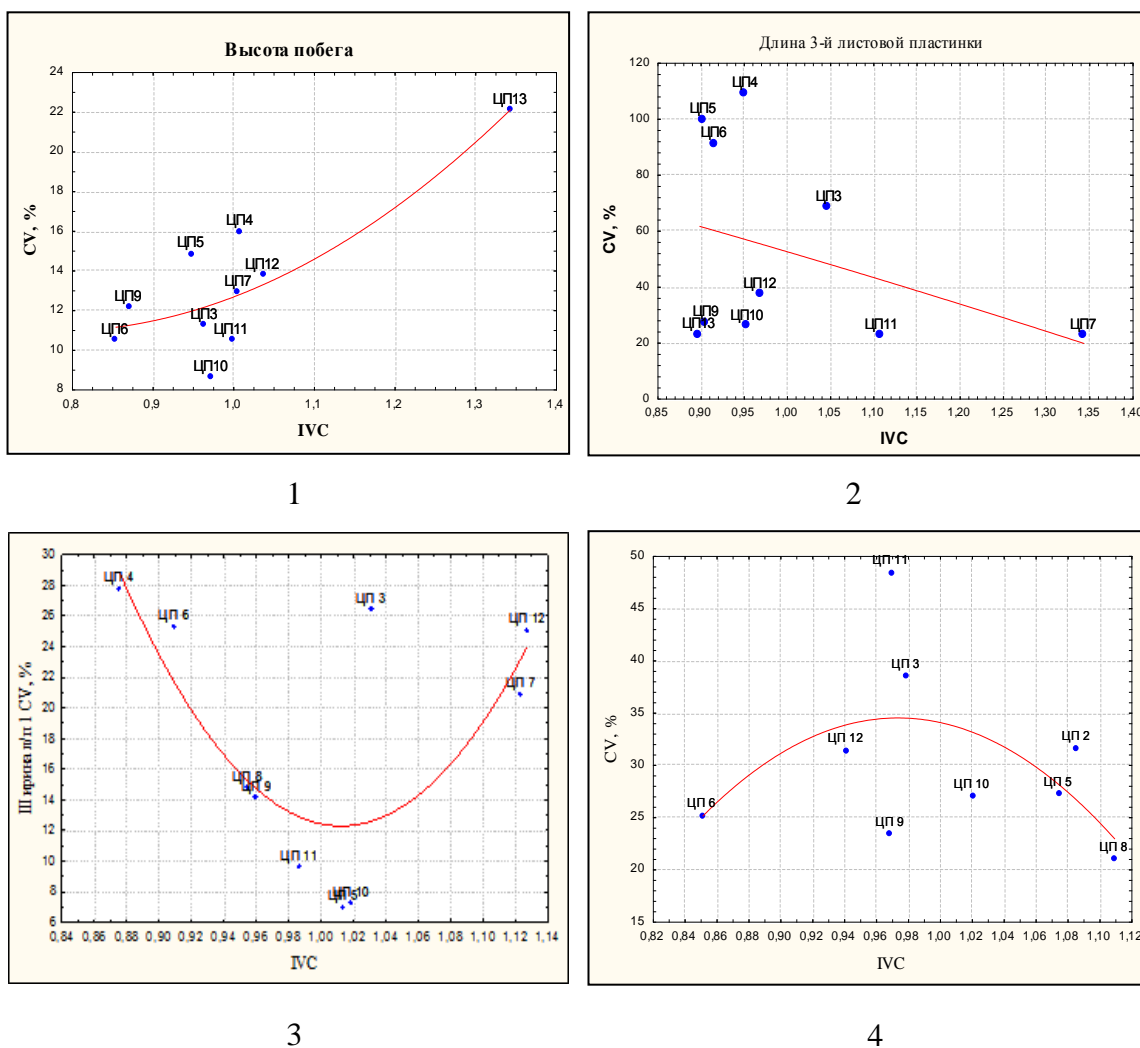 Высота побега
24
22
20
18
16
14
12
10
8
CV, %
ЦП13
ЦП4
ЦП5
ЦП12
ЦП7
ЦП9
ЦП3
ЦП6
ЦП11
ЦП10
0,8 0,9 1,0 1,1 1,2 1,3 1,4
IVC
1
Длина 3-й листовой пластинки
120
100
80
60
40
20
0
CV, %
ЦП4
ЦП5
ЦП6
ЦП3
ЦП12
ЦП9
ЦП10
ЦП13
ЦП11
ЦП7
0,85 0,90 0,95 1,00 1,05 1,10 1,15 1,20 1,25 1,30 1,35 1,40
IVC
2
30
28
26
24
22
20
18
16
14
12
10
8
6
Ширина л/п 1 CV, %
ЦП 4
ЦП 3
ЦП 6
ЦП 12
ЦП 7
ЦП 8
ЦП 9
ЦП 11
ЦП 10
ЦП 5
0,84 0,86 0,88 0,90 0,92 0,94 0,96 0,98 1,00 1,02 1,04 1,06 1,08 1,10 1,12 1,14
IVC
3
50
45
40
35
30
25
20
15
CV, %
ЦП 11
ЦП 3
ЦП 12
ЦП 2
ЦП 10
ЦП 5
ЦП 6
ЦП 9
ЦП 8
0,82 0,84 0,86 0,88 0,90 0,92 0,94 0,96 0,98 1,00 1,02 1,04 1,06 1,08 1,10 1,12
IVC
4